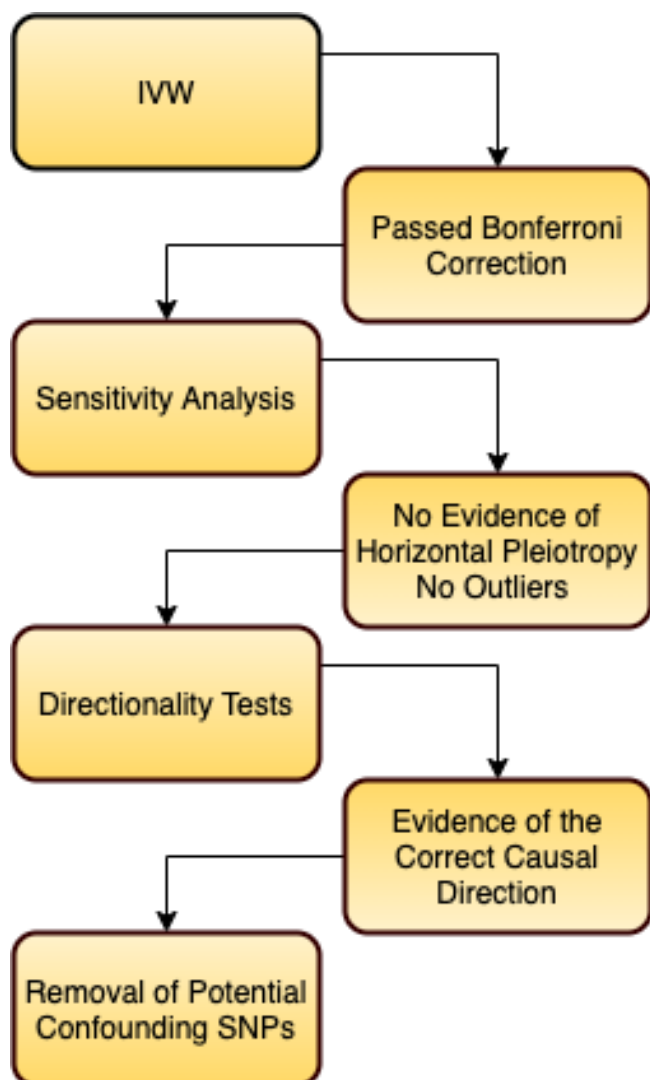 IVW
Passed Bonferroni
Correction
Sensitivity Analysis
No Evidence of
Horizontal Pleiotropy
No Outliers
Directionality Tests
Evidence of the
Correct Causal
Direction
Removal of Potential
Confounding SNPs